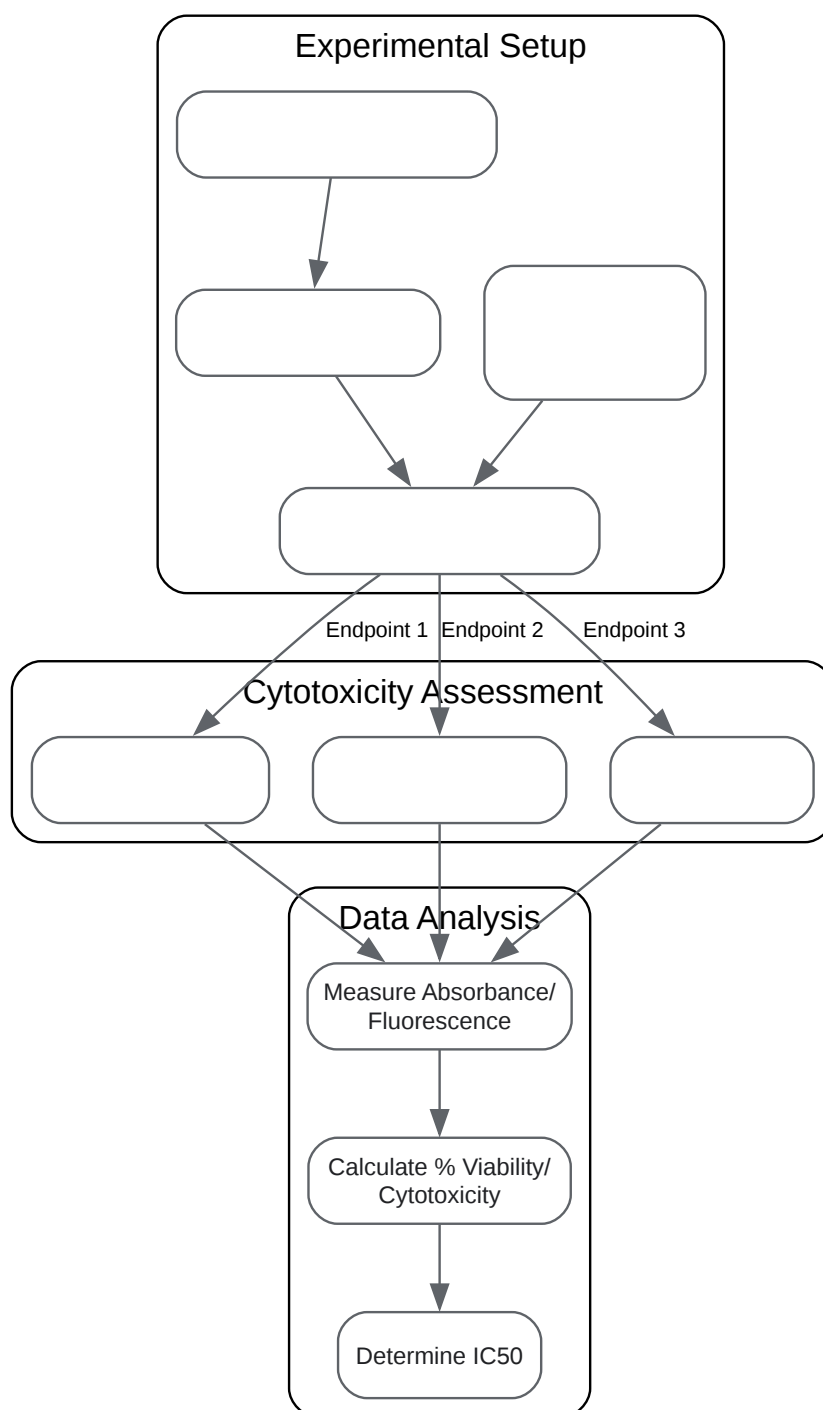 Experimental Setup
Endpoint 1
Endpoint 2
Endpoint 3
Cytotoxicity Assessment
Data Analysis
Measure Absorbance/
Fluorescence
Calculate % Viability/
Cytotoxicity
Determine IC50